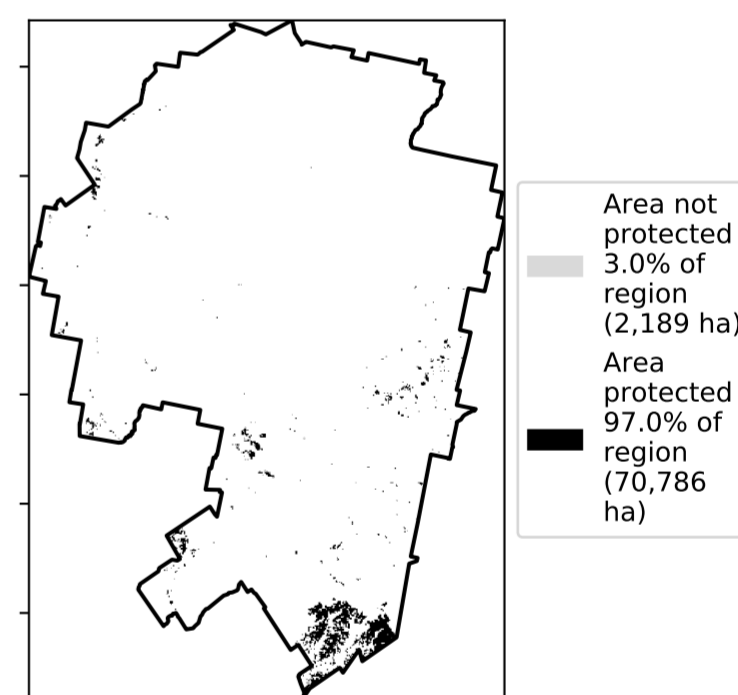 Area not
protected
3.0% of
region
(2,189 ha)
Area
protected
97.0% of
region
(70,786
ha)